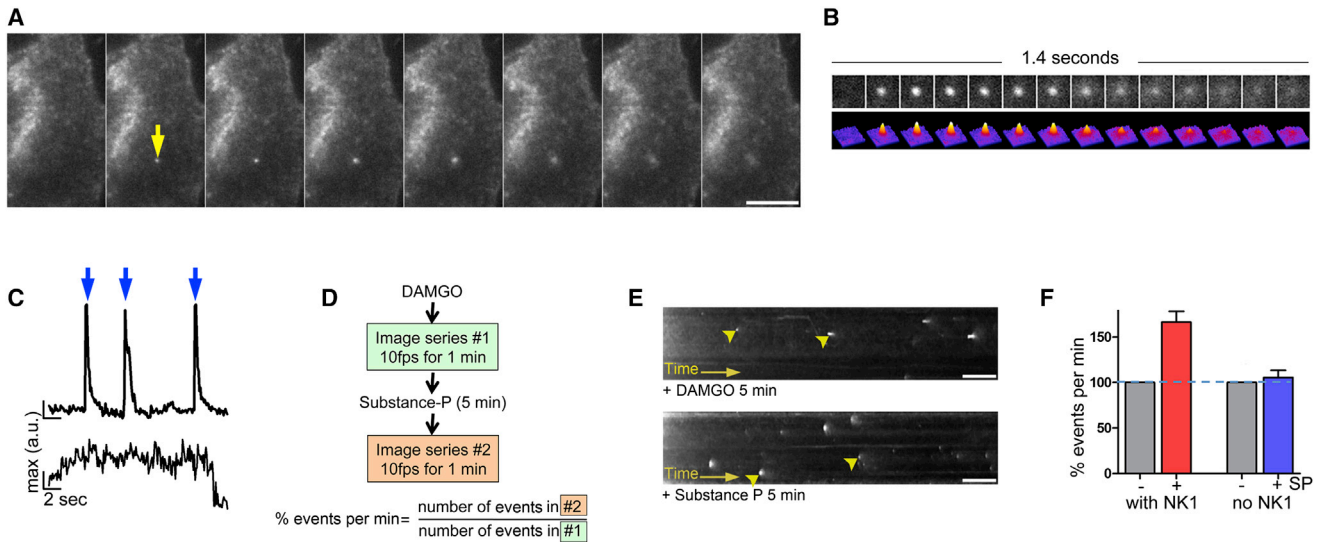 A
B
1.4 seconds
C
max (a.u.)
2 sec
D
DAMGO
Image series #1
10fps for 1 min
Substance-P (5 min)
Image series #2
10fps for 1 min
% events per min=
number of events in #2
number of events in #1
E
Time
+ DAMGO 5 min
Time
+ Substance P 5 min
F
% events per min
150
100
50
0
- + - + SP
with NK1 no NK1